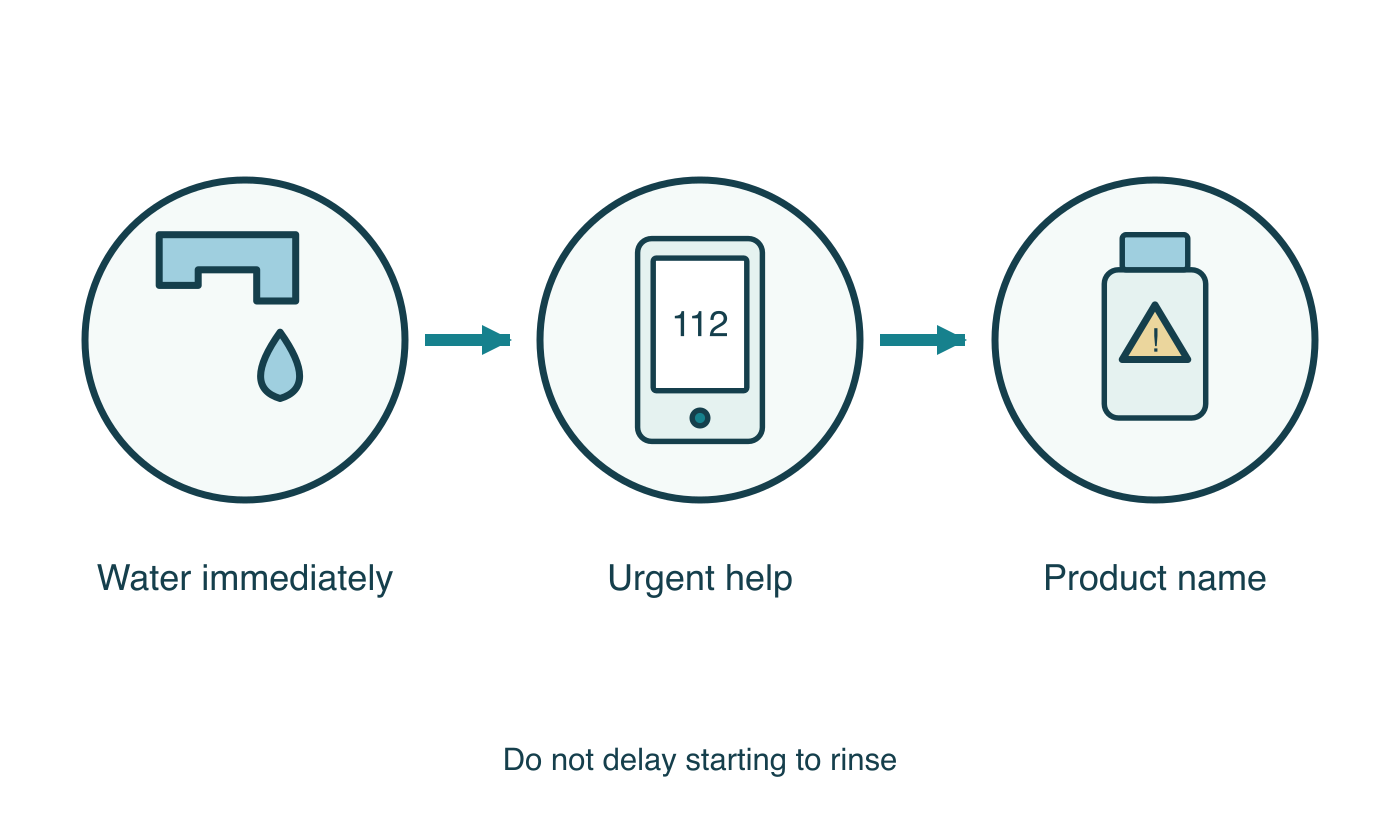 112
!
Water immediately
Urgent help
Product name
Do not delay starting to rinse